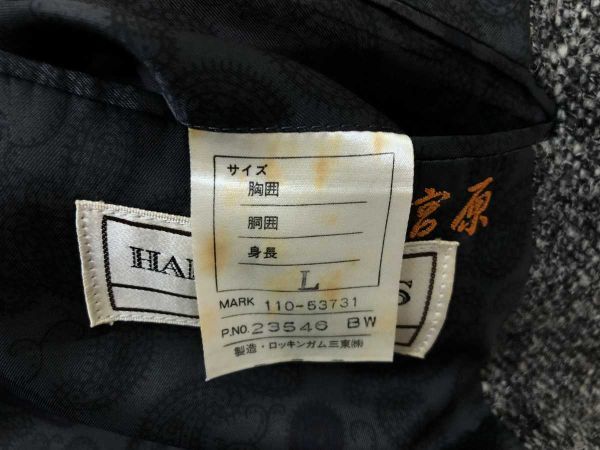 サイズ
胸囲
胴囲
身長
L
MARK 110-53731
P.NO. 23546 BW
製造・ロッキンガム三東(株)
宮原
HA
S